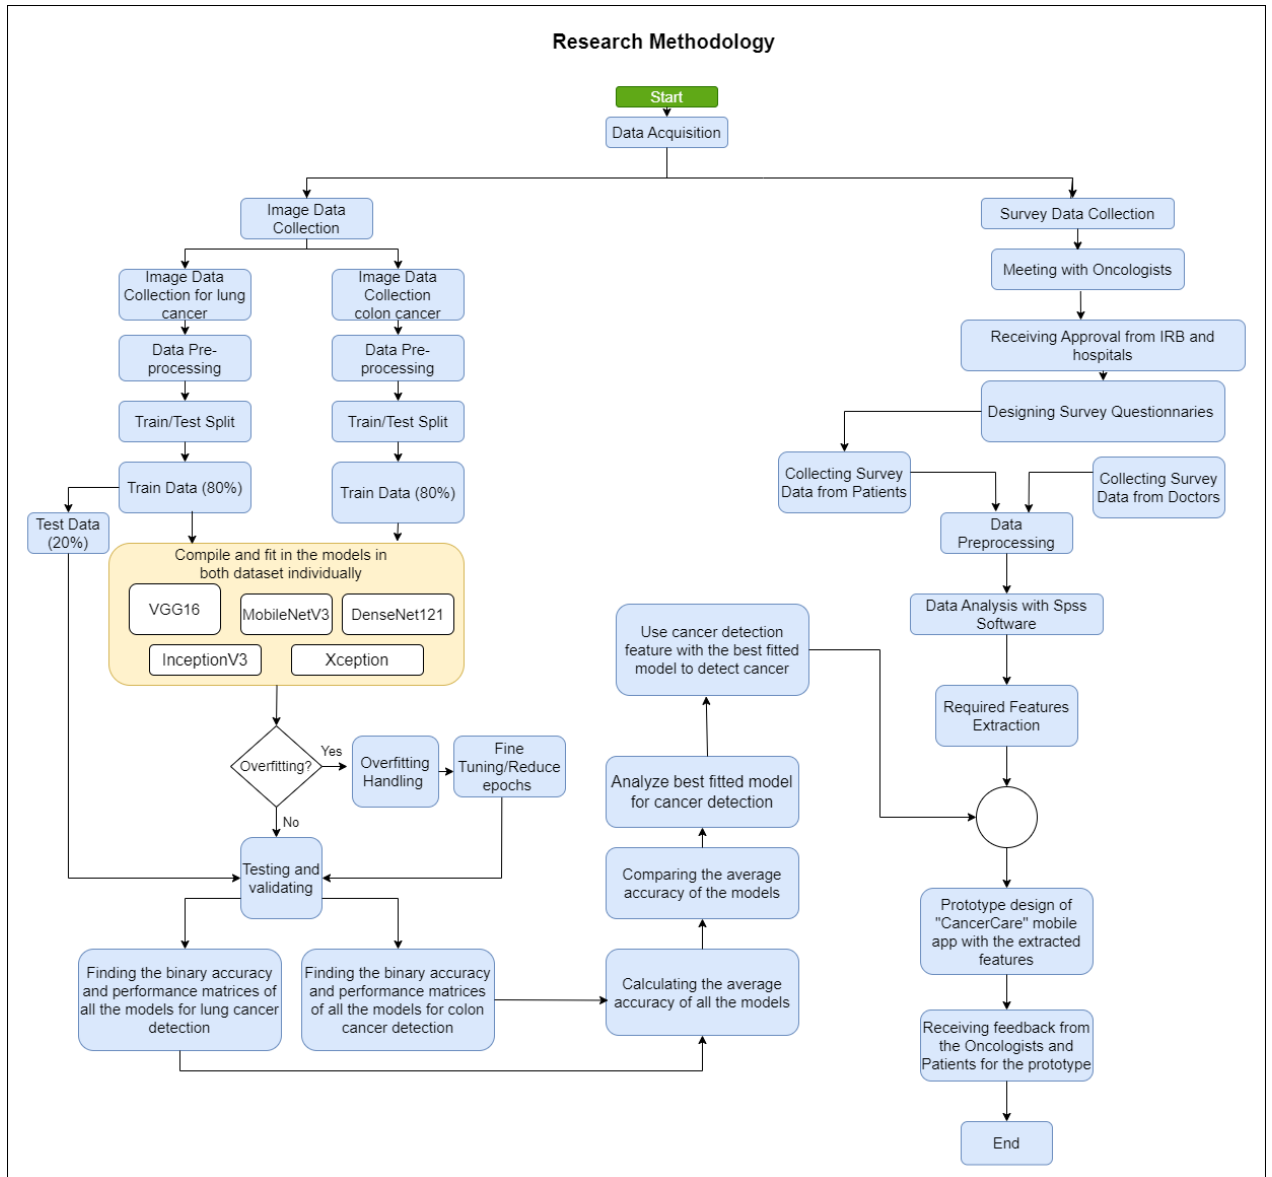 Research Methodology
Start
Data Acquisition
Image Data
Collection
Survey Data Collection
Meeting with Oncologists
Image Data
Collection for lung
cancer
Image Data
Collection
colon cancer
Receiving Approval from IRB and
hospitals
Data Pre-
processing
Data Pre-
processing
Designing Survey Questionnaries
Train/Test Split
Train/Test Split
Collecting Survey
Data from Patients
Collecting Survey
Data from Doctors
Train Data (80%)
Train Data (80%)
Test Data
(20%)
Data
Preprocessing
Compile and fit in the models in
both dataset individually
VGG16
MobileNetV3
DenseNet121
InceptionV3
Xception
Data Analysis with Spss
Software
Use cancer detection
feature with the best fitted
model to detect cancer
Required Features
Extraction
Overfitting?
Yes
Overfitting
Handling
Fine
Tuning/Reduce
epochs
No
Analyze best fitted model
for cancer detection
Testing and
validating
Comparing the average
accuracy of the models
Prototype design of
"CancerCare" mobile
app with the extracted
features
Finding the binary accuracy
and performance matrices of
all the models for lung cancer
detection
Finding the binary accuracy
and performance matrices
of all the models for colon
cancer detection
Calculating the average
accuracy of all the models
Receiving feedback from
the Oncologists and
Patients for the prototype
End